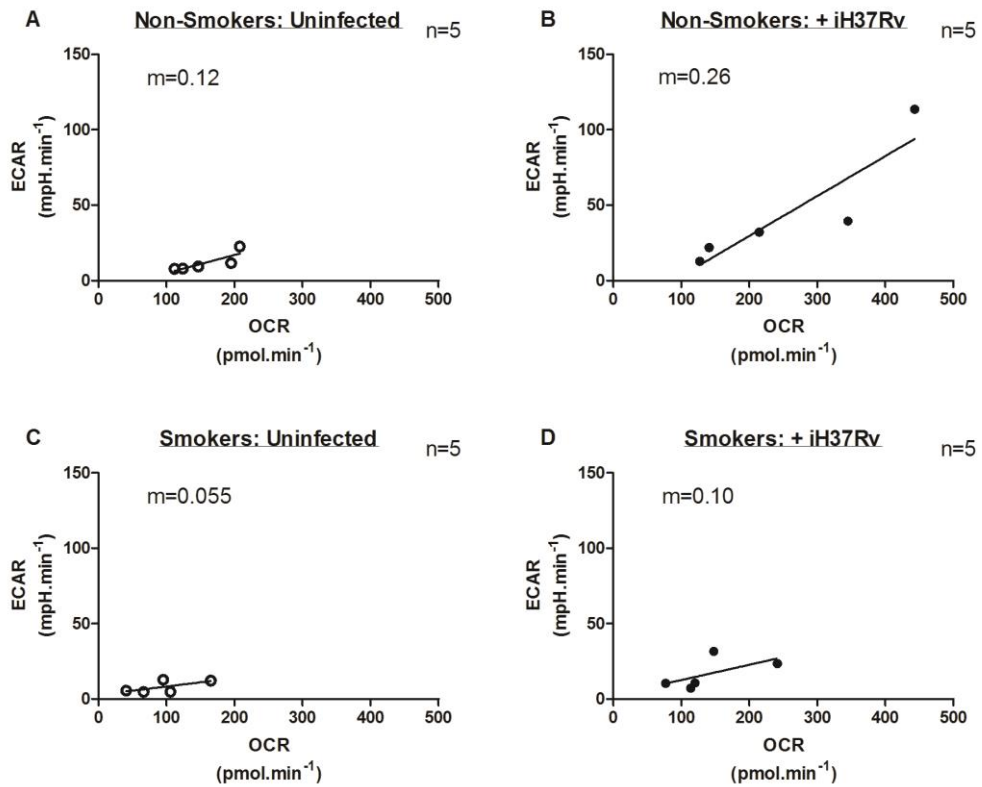 A
Non-Smokers: Uninfected
n=5
m=0.12
150
100
50
0
ECAR
(mpH.min⁻¹)
0 100 200 300 400 500
OCR
(pmol.min⁻¹)
B
Non-Smokers: + iH37Rv
n=5
m=0.26
150
100
50
0
ECAR
(mpH.min⁻¹)
0 100 200 300 400 500
OCR
(pmol.min⁻¹)
C
Smokers: Uninfected
n=5
m=0.055
150
100
50
0
ECAR
(mpH.min⁻¹)
0 100 200 300 400 500
OCR
(pmol.min⁻¹)
D
Smokers: + iH37Rv
n=5
m=0.10
150
100
50
0
ECAR
(mpH.min⁻¹)
0 100 200 300 400 500
OCR
(pmol.min⁻¹)